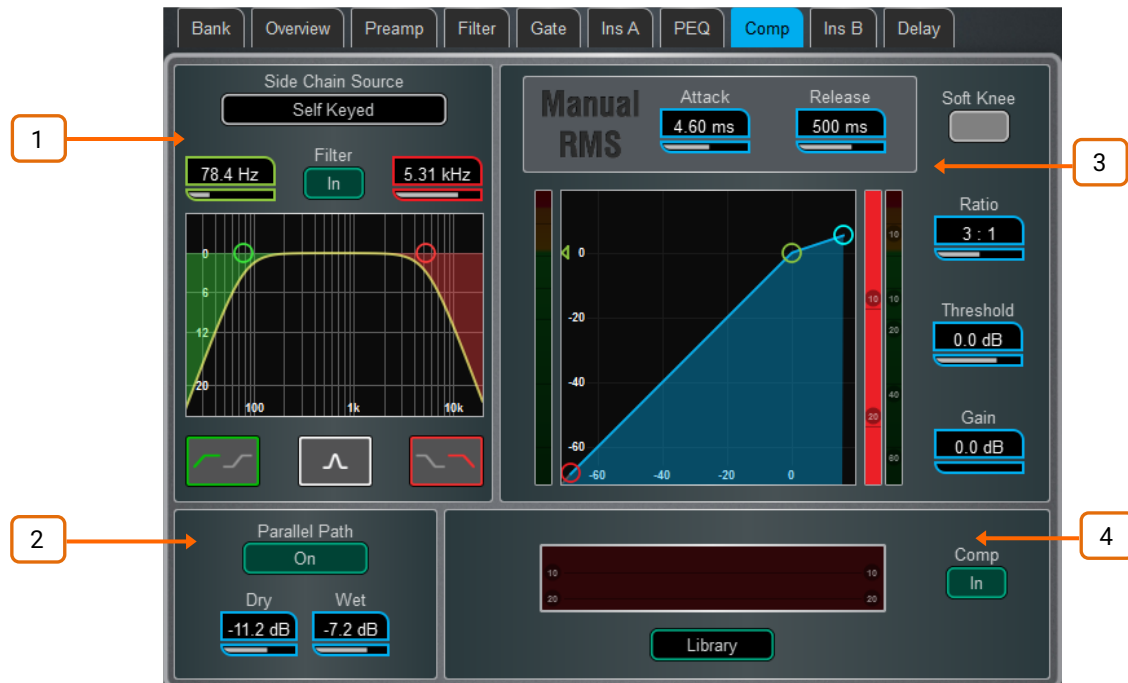 Bank Overview Preamp Filter Gate Ins A PEQ Comp Ins B Delay
1
Side Chain Source
Self Keyed
78.4 Hz
Filter
In
5.31 kHz
0
6
12
20
100 1k 10k
2
Parallel Path
On
Dry Wet
-11.2 dB -7.2 dB
Manual
RMS
Attack Release
4.60 ms 500 ms
Soft Knee
3
0
-20
-40
-60
-60 -40 -20 0
10
20
10
10
20
40
60
Ratio
3 : 1
Threshold
0.0 dB
Gain
0.0 dB
10 10
20 20
Library
4
Comp
In